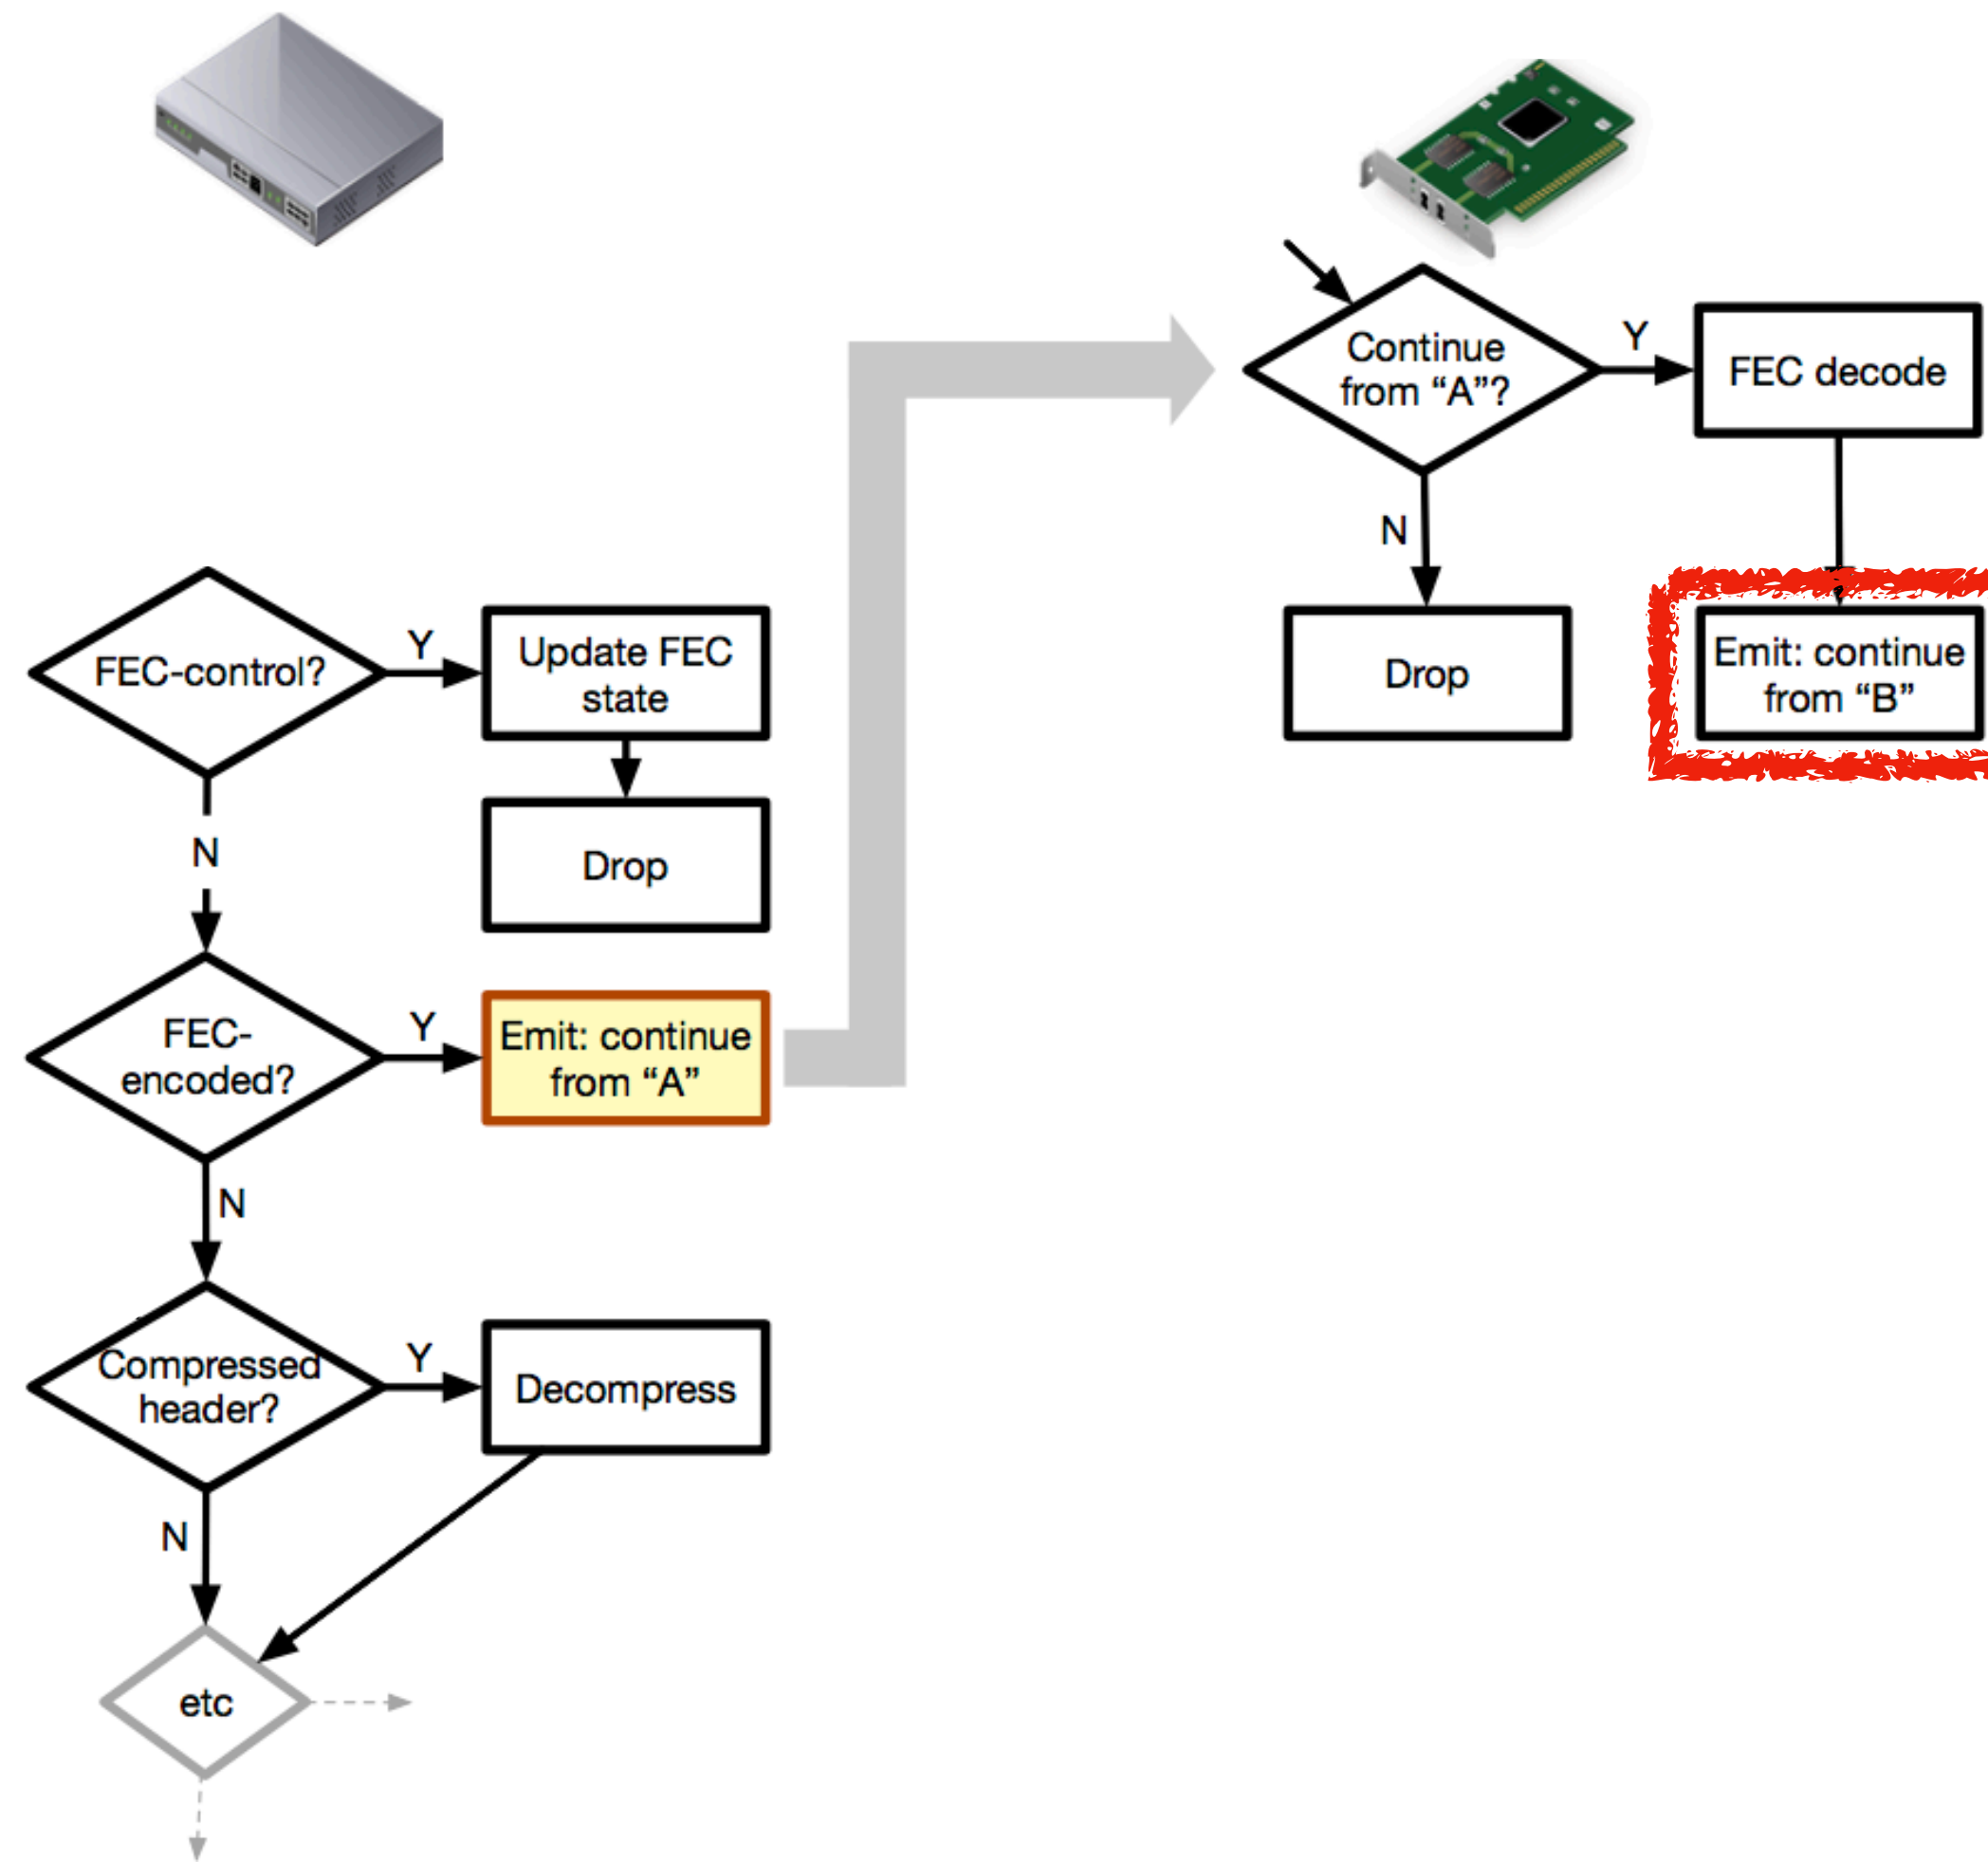 FEC-control?
Y
Update FEC
state
Drop
N
FEC-
encoded?
Y
Emit: continue
from “A”
N
Compressed
header?
Y
Decompress
N
etc
Continue
from “A”?
Y
FEC decode
N
Drop
Emit: continue
from “B”